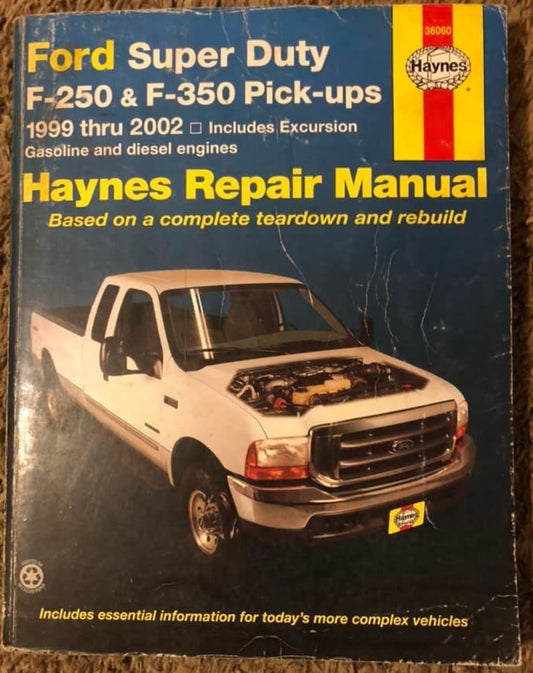 36060
Haynes
Ford Super Duty
F-250 & F-350 Pick-ups
1999 thru 2002 □ Includes Excursion
Gasoline and diesel engines
Haynes Repair Manual
Based on a complete teardown and rebuild
Ford
Haynes
Includes essential information for today's more complex vehicles